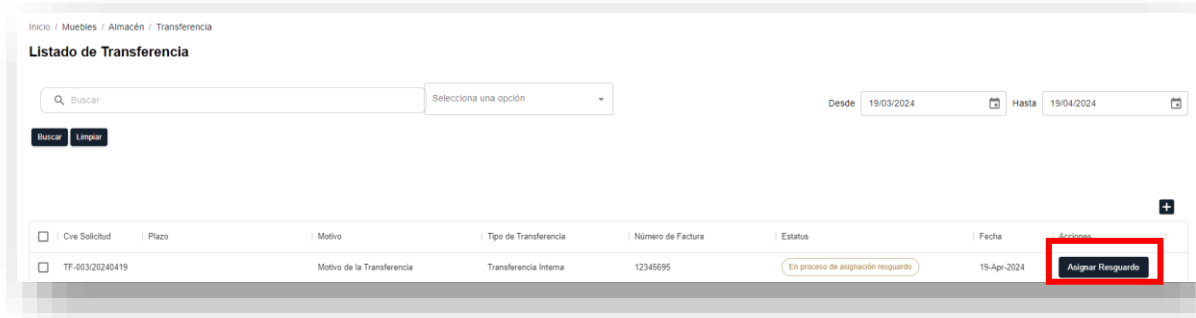 Inicio / Muebles / Almacén / Transferencia
Listado de Transferencia
Buscar
Selecciona una opción
Desde 19/03/2024 Hasta 19/04/2024
Buscar Limpiar
Cve Solicitud Plazo Motivo Tipo de Transferencia Número de Factura Estatus Fecha Acciones
TF-003/20240419 Motivo de la Transferencia Transferencia Interna 12345695 En proceso de asignación resguardo 19-Apr-2024 Asignar Resguardo